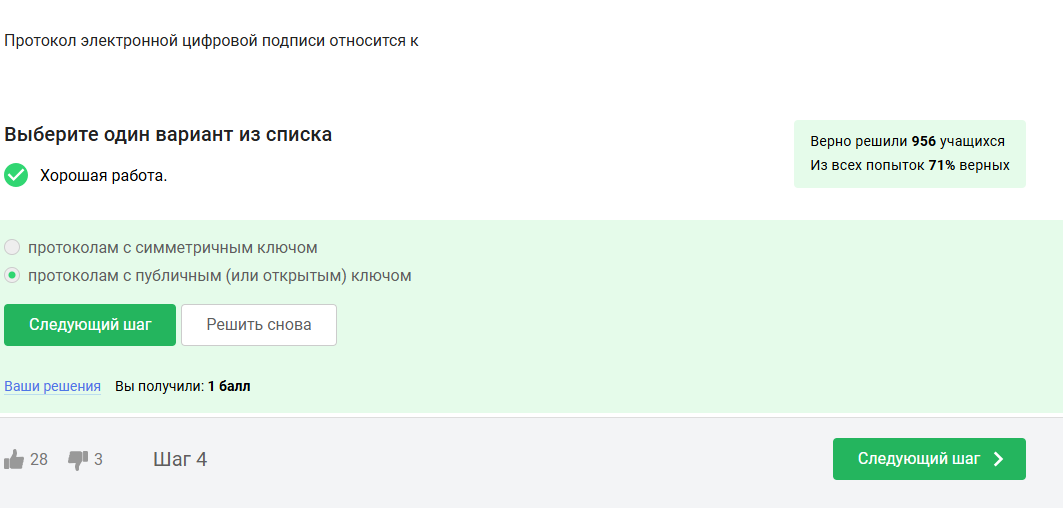 Протокол электронной цифровой подписи относится к
Выберите один вариант из списка
Хорошая работа.
Верно решили 956 учащихся
Из всех попыток 71% верных
протоколам с симметричным ключом
протоколам с публичным (или открытым) ключом
Следующий шаг
Решить снова
Ваши решения Вы получили: 1 балл
28 3 Шаг 4
Следующий шаг